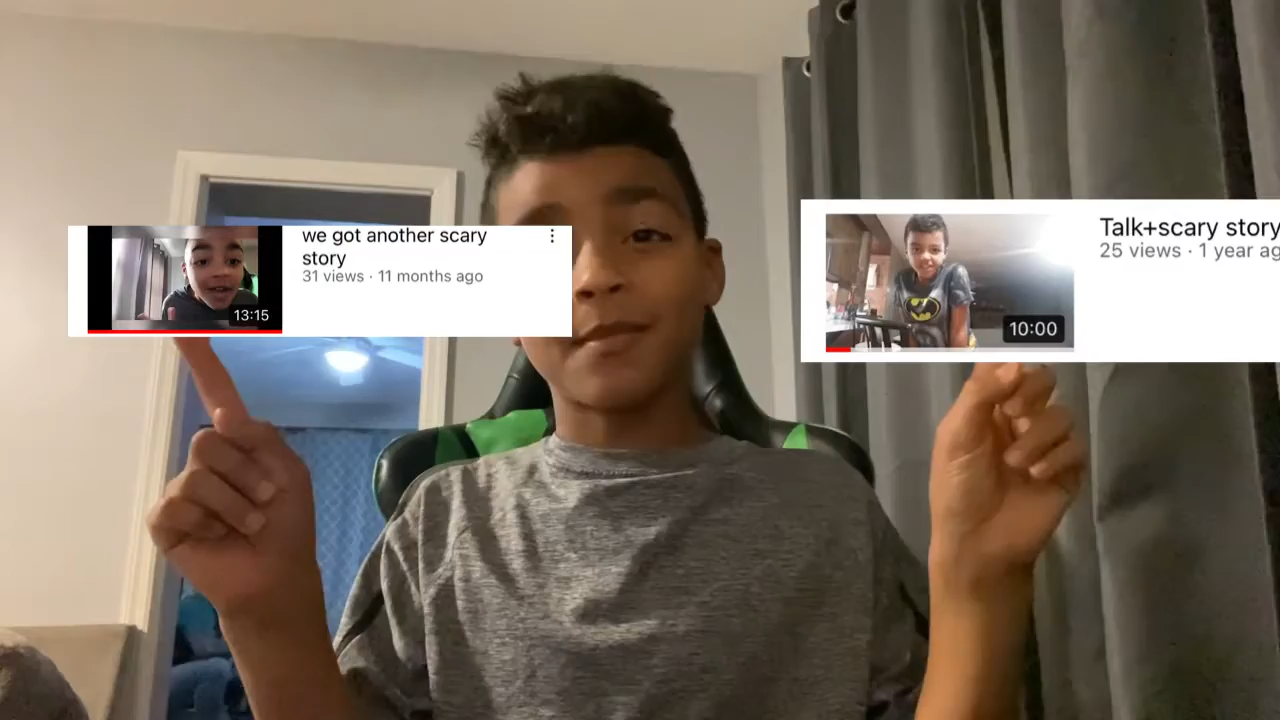 we got another scary
story
31 views · 11 months ago
13:15
Talk+scary story
25 views · 1 year ag
10:00